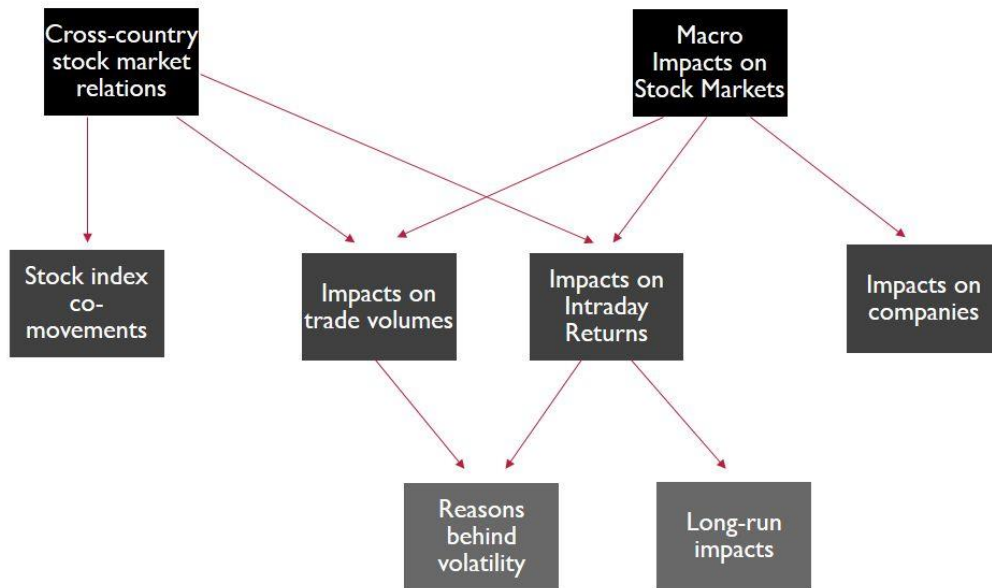 Cross-country
stock market
relations
Macro
Impacts on
Stock Markets
Stock index
co-
movements
Impacts on
trade volumes
Impacts on
Intraday
Returns
Impacts on
companies
Reasons
behind
volatility
Long-run
impacts